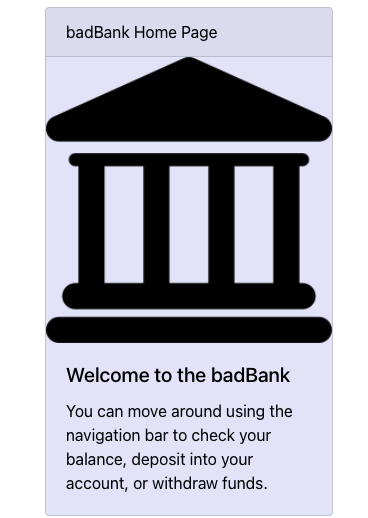 badBank Home Page
Welcome to the badBank
You can move around using the
navigation bar to check your
balance, deposit into your
account, or withdraw funds.